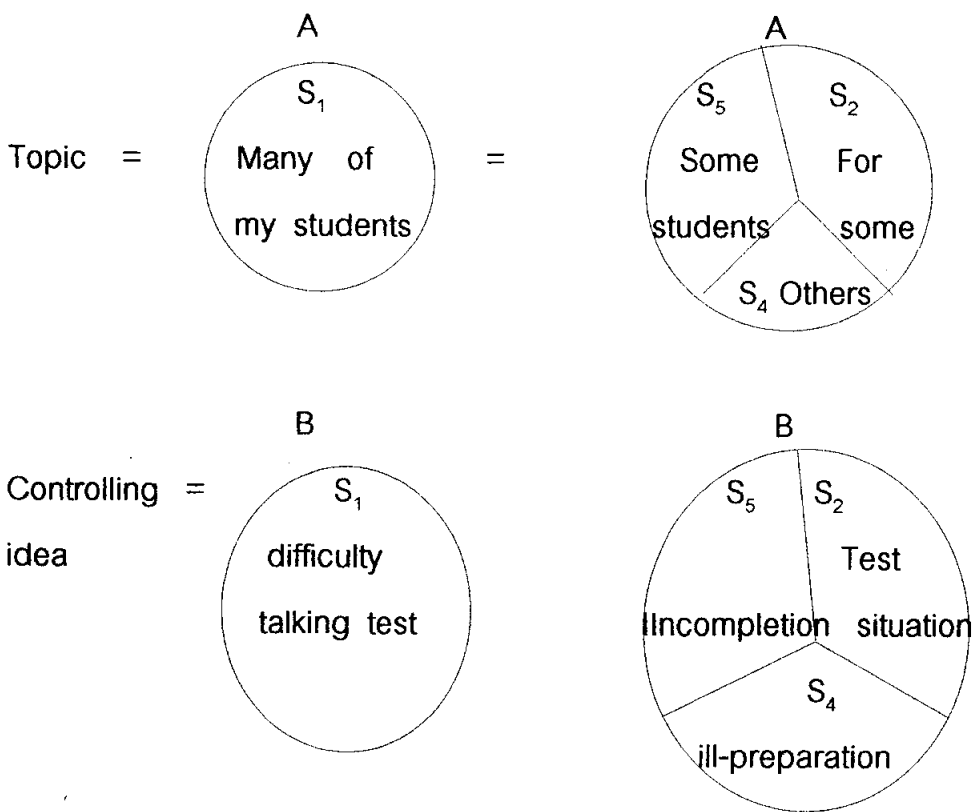 A
A
S₁
S₅
S₂
Topic = Many of = Some For
my students
students some
S₄ Others
B
B
Controlling =
S₁
S₅ S₂
idea
difficulty
Test
talking test
IIncompletion situation
S₄
ill-preparation